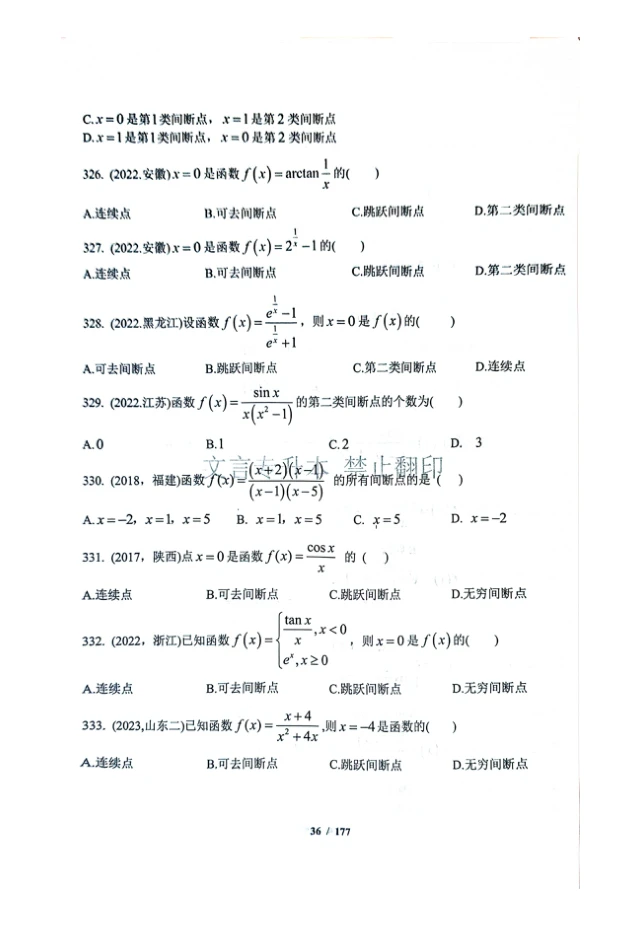 C.x=0是第1类间断点，x=1是第2类间断点
D.x=1是第1类间断点，x=0是第2类间断点
326. (2022.安徽)x=0是函数f(x)=arctan 1/x 的( )
A.连续点 B.可去间断点 C.跳跃间断点 D.第二类间断点
327. (2022.安徽)x=0是函数f(x)=2^(1/x)-1的( )
A.连续点 B.可去间断点 C.跳跃间断点 D.第二类间断点
328. (2022.黑龙江)设函数f(x)=(e^(1/x)-1)/(e^(1/x)+1)，则x=0是f(x)的( )
A.可去间断点 B.跳跃间断点 C.第二类间断点 D.连续点
329. (2022.江苏)函数f(x)=sin x/(x(x²-1))的第二类间断点的个数为( )
A.0 B.1 C.2 D. 3
文言专升本 禁止翻印
330. (2018，福建)函数f(x)=((x+2)(x-1))/((x-1)(x-5)) 的所有间断点的是( )
A.x=-2，x=1，x=5 B. x=1，x=5 C. x=5 D. x=-2
331. (2017，陕西)点x=0是函数f(x)=cos x/x 的 ( )
A.连续点 B.可去间断点 C.跳跃间断点 D.无穷间断点
332. (2022，浙江)已知函数f(x)={tan x/x, x<0 e^x, x≥0，则x=0是f(x)的( )
A.连续点 B.可去间断点 C.跳跃间断点 D.无穷间断点
333. (2023,山东二)已知函数f(x)=(x+4)/(x²+4x),则x=-4是函数的( )
A.连续点 B.可去间断点 C.跳跃间断点 D.无穷间断点
36 / 177